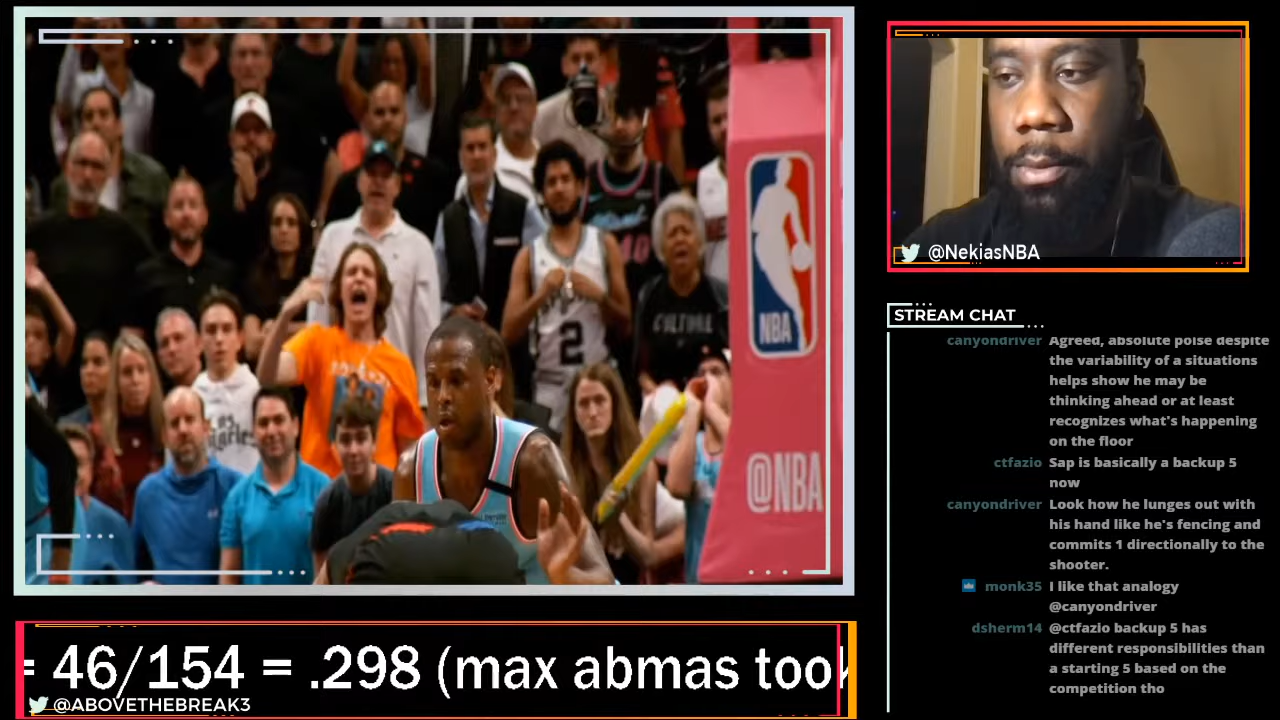 @NekiasNBA
STREAM CHAT
canyondriver Agreed, absolute poise despite
the variability of a situations
helps show he may be
thinking ahead or at least
recognizes what's happening
on the floor
ctfazio Sap is basically a backup 5
now
canyondriver Look how he lunges out with
his hand like he's fencing and
commits 1 directionally to the
shooter.
monk35 I like that analogy
@canyondriver
dsherm14 @ctfazio backup 5 has
different responsibilities than
a starting 5 based on the
competition tho
2
CULTURE
NBA
@NBA
= 46/154 = .298 (max abmas took
@ABOVETHEBREAK3